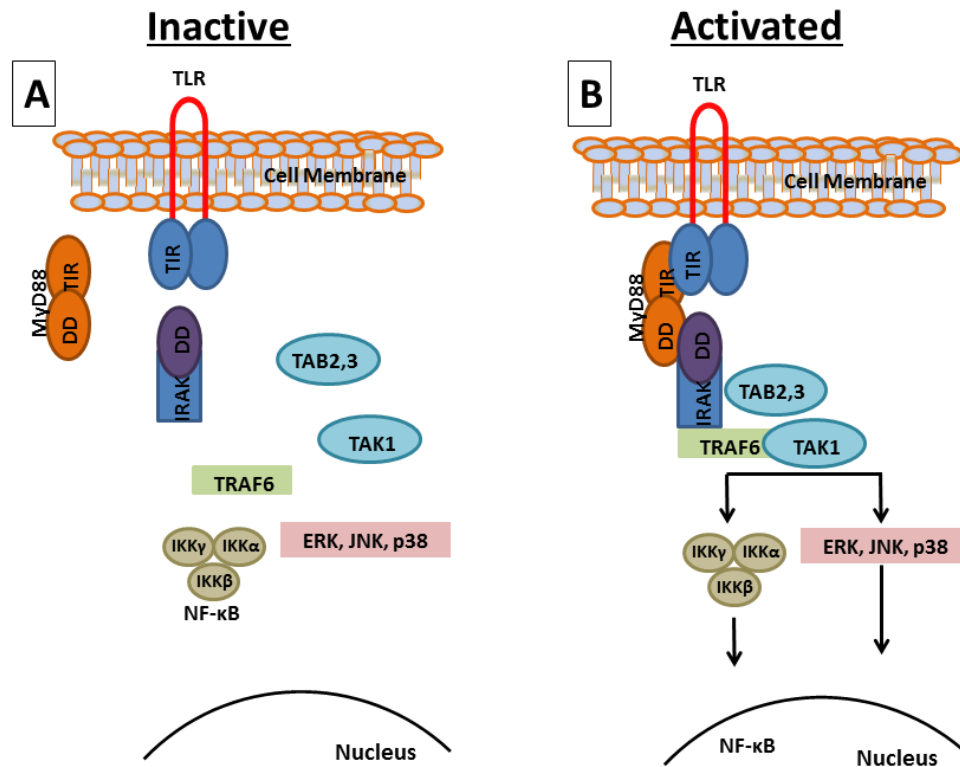 Inactive
A
TLR
Cell Membrane
TIR
MyD88
TIR
DD
DD
IRAK
TAB2,3
TAK1
TRAF6
IKKγ
IKKα
IKKβ
NF-κB
ERK, JNK, p38
Nucleus
Activated
B
TLR
Cell Membrane
TIR
MyD88
TIR
DD
DD
IRAK
TAB2,3
TRAF6
TAK1
IKKγ
IKKα
IKKβ
ERK, JNK, p38
NF-κB
Nucleus